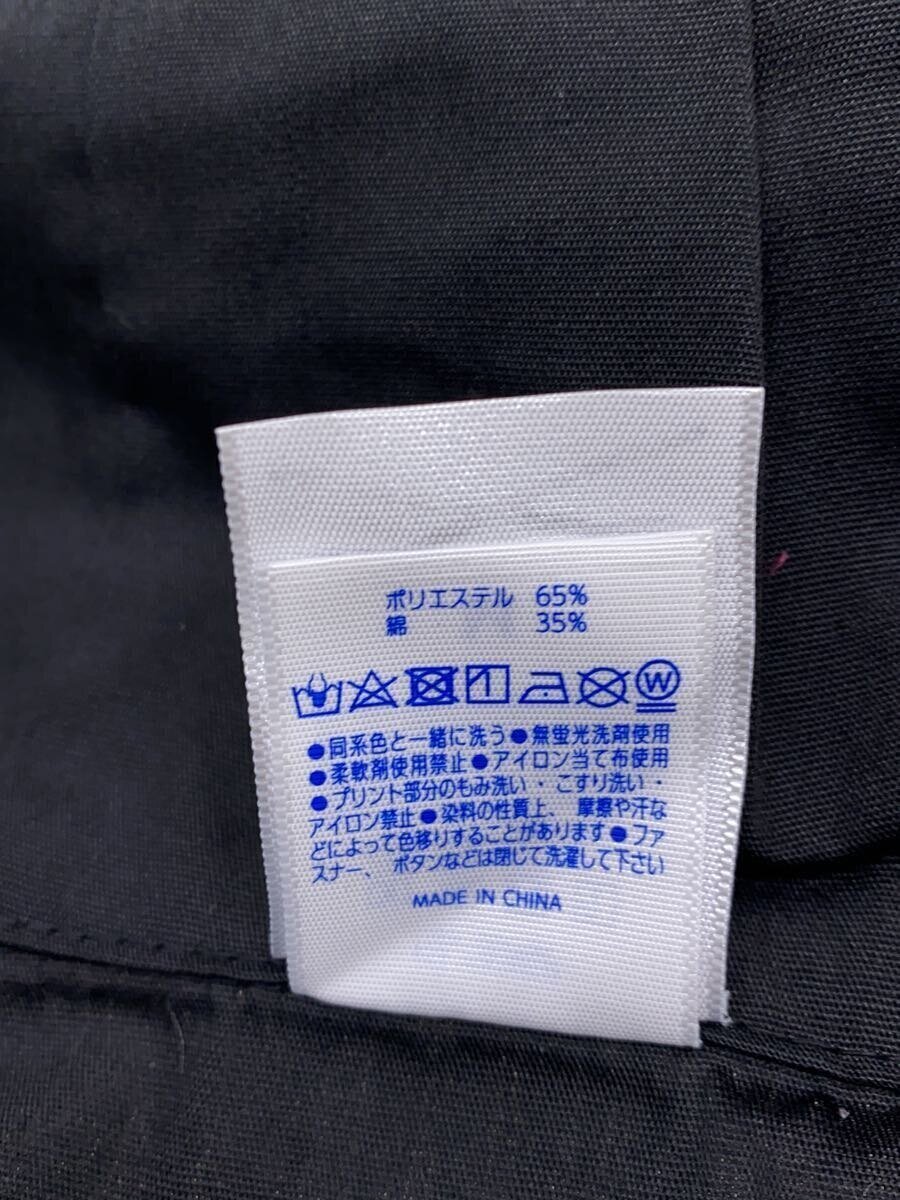 ポリエステル 65%
綿 35%
W
●同系色と一緒に洗う●無蛍光洗剤使用
●柔軟剤使用禁止●アイロン当て布使用
●プリント部分のもみ洗い・こすり洗い・
アイロン禁止●染料の性質上、摩擦や汗な
どによって色移りすることがあります●ファ
スナー、ボタンなどは閉じて洗濯して下さい
MADE IN CHINA